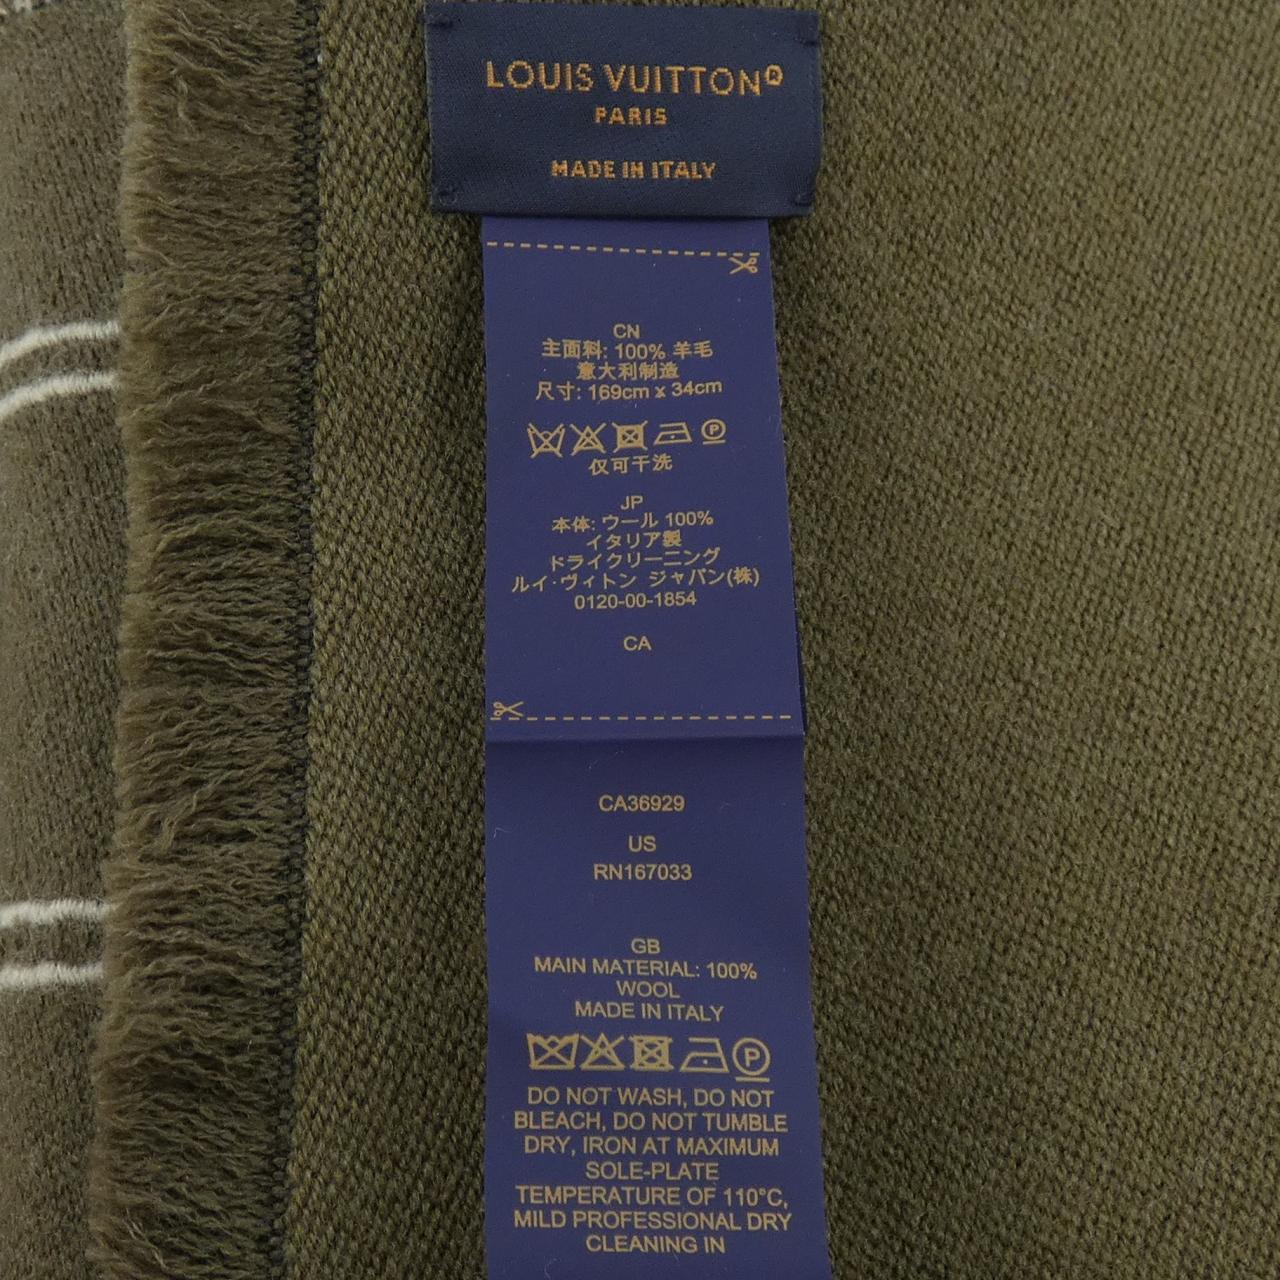 LOUIS VUITTON®
PARIS
MADE IN ITALY
CN
主面料: 100% 羊毛
意大利制造
尺寸: 169cm x 34cm
P
仅可干洗
JP
本体: ウール 100%
イタリア製
ドライクリーニング
ルイ·ヴィトン ジャパン(株)
0120-00-1854
CA
CA36929
US
RN167033
GB
MAIN MATERIAL: 100%
WOOL
MADE IN ITALY
P
DO NOT WASH, DO NOT
BLEACH, DO NOT TUMBLE
DRY, IRON AT MAXIMUM
SOLE-PLATE
TEMPERATURE OF 110°C,
MILD PROFESSIONAL DRY
CLEANING IN